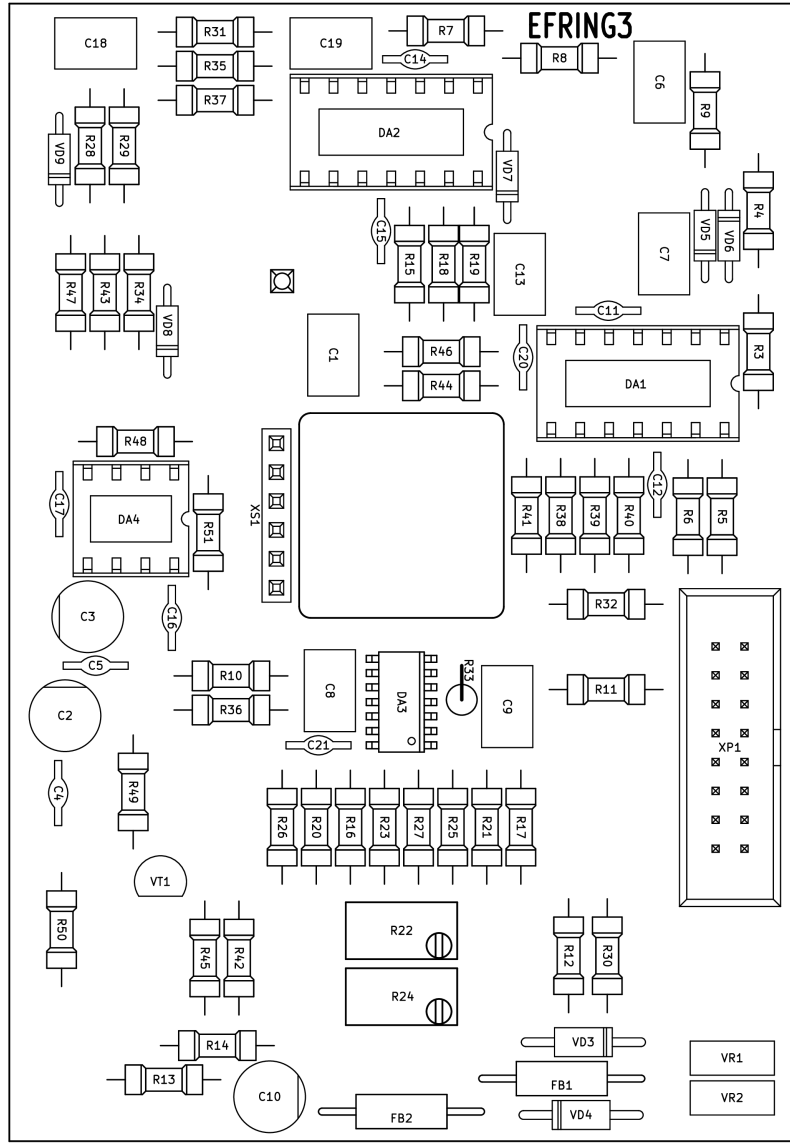 EFRING3
C18
R31
C19
R7
R35
C14
R8
R37
C6
R9
DA2
VD9
R28
R29
VD7
R4
C15
VD5
VD6
R15
R18
R19
C13
C7
R47
R43
R34
VD8
C11
C1
R46
C20
R3
R44
DA1
R48
C17
DA4
R51
XS1
R41
R38
R39
R40
C12
R6
R5
C3
C16
R32
C5
R10
C8
DA3
R33
C9
R11
R36
C2
C21
XP1
C4
R49
R26
R20
R16
R23
R27
R25
R21
R17
VT1
R50
R22
R45
R42
R12
R30
R24
R14
VD3
VR1
R13
FB1
C10
VR2
FB2
VD4